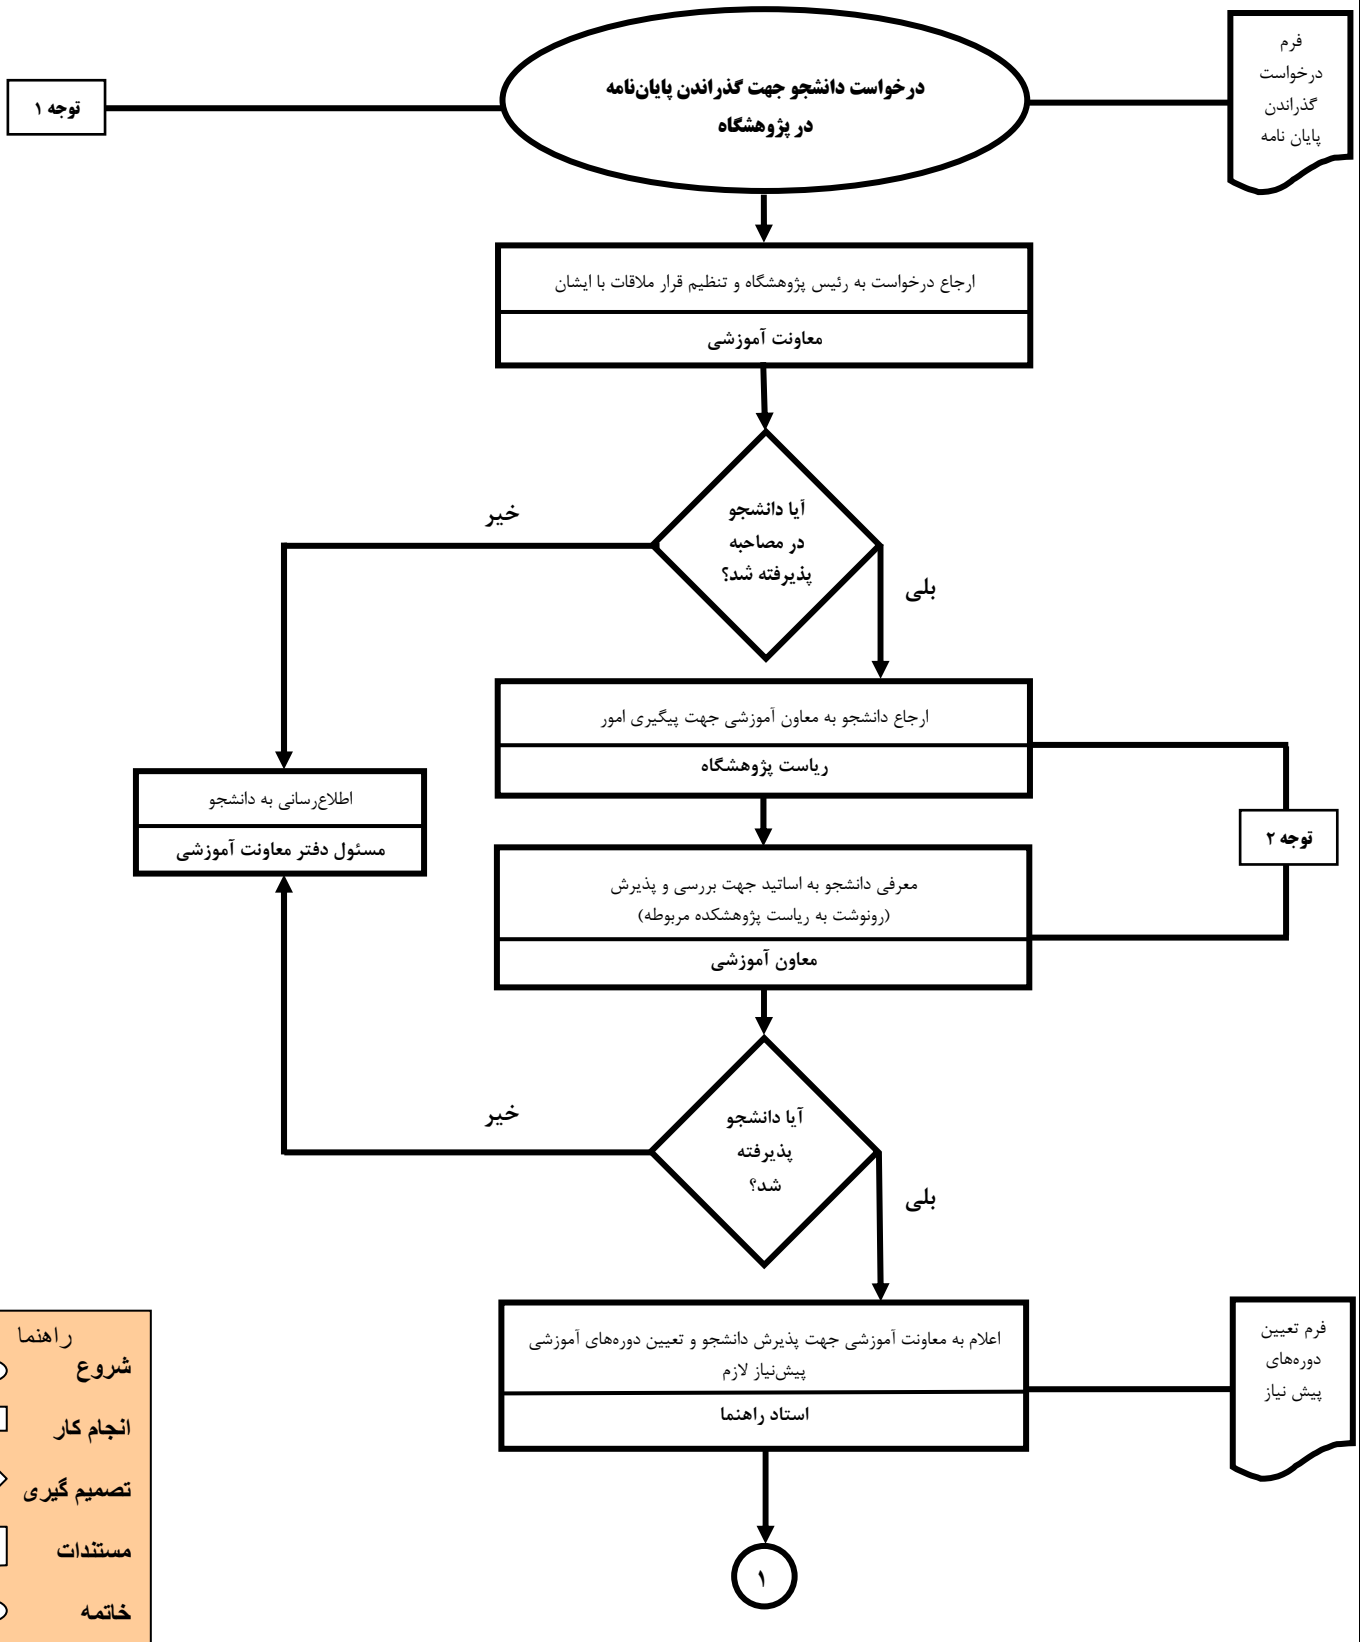 درخواست دانشجو جهت گذراندن پایان‌نامه
در پژوهشگاه
فرم
درخواست
گذراندن
پایان نامه
توجه ۱
ارجاع درخواست به رئیس پژوهشگاه و تنظیم قرار ملاقات با ایشان
معاونت آموزشی
آیا دانشجو
در مصاحبه
پذیرفته شد؟
خیر
بلی
ارجاع دانشجو به معاون آموزشی جهت پیگیری امور
ریاست پژوهشگاه
اطلاع‌رسانی به دانشجو
مسئول دفتر معاونت آموزشی
توجه ۲
معرفی دانشجو به اساتید جهت بررسی و پذیرش
(رونوشت به ریاست پژوهشکده مربوطه)
معاون آموزشی
آیا دانشجو
پذیرفته
شد؟
خیر
بلی
اعلام به معاونت آموزشی جهت پذیرش دانشجو و تعیین دوره‌های آموزشی
پیش‌نیاز لازم
استاد راهنما
فرم تعیین
دوره‌های
پیش نیاز
۱
راهنما
شروع
انجام کار
تصمیم گیری
مستندات
خاتمه